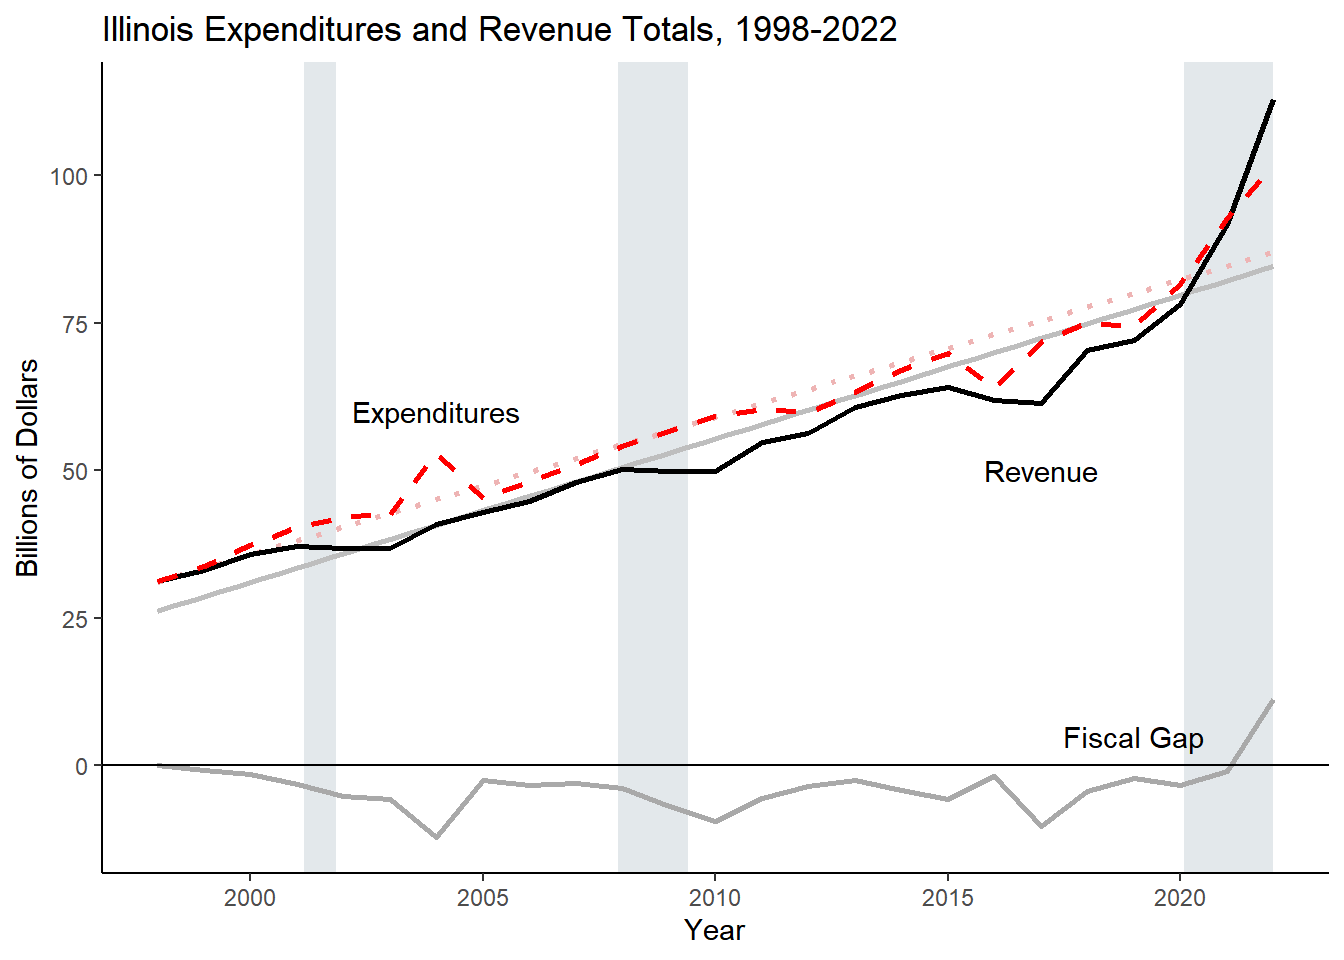 Illinois Expenditures and Revenue Totals, 1998-2022
Billions of Dollars
100
75
50
25
0
Expenditures
Revenue
Fiscal Gap
2000
2005
2010
2015
2020
Year